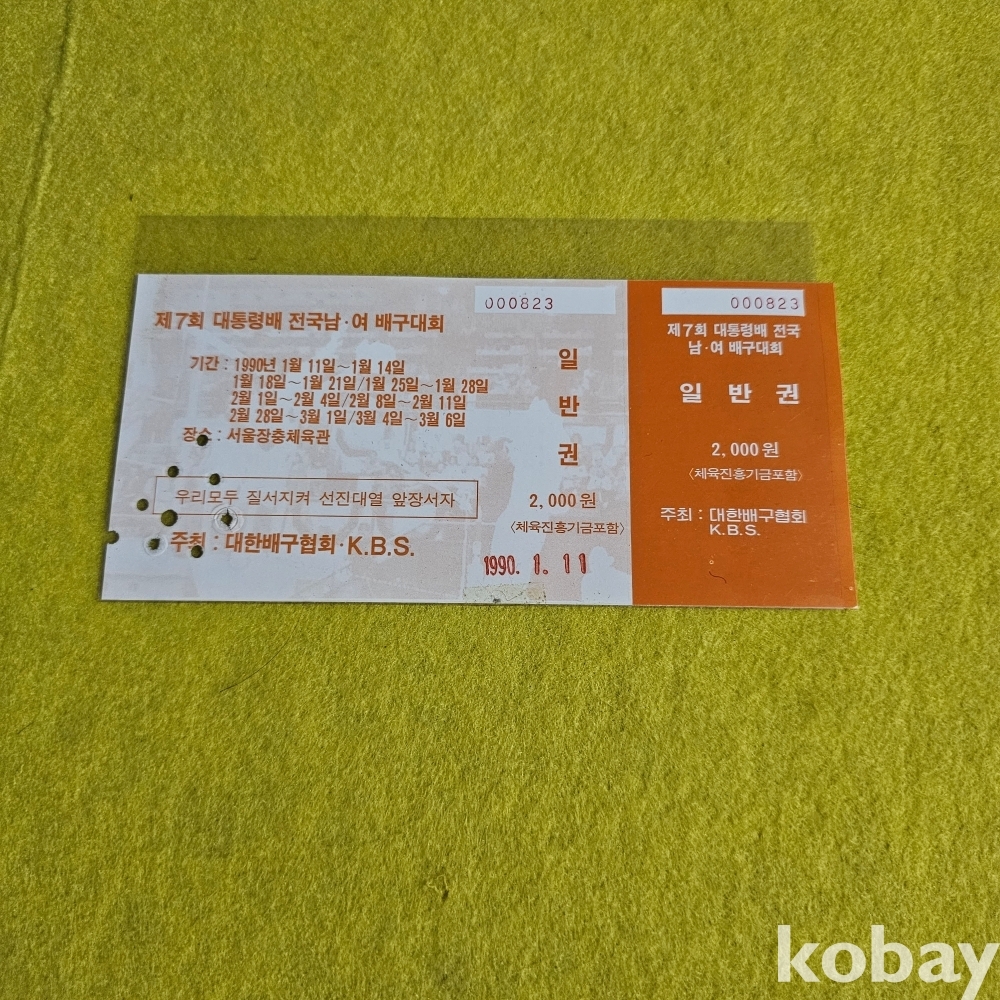 000823
제7회 대통령배 전국남·여 배구대회
기간 : 1990년 1월 11일~1월 14일
1월 18일~1월 21일/1월 25일~1월 28일
2월 1일~2월 4일/2월 8일~2월 11일
2월 28일~3월 1일/3월 4일~3월 6일
장소 : 서울장충체육관
일
반
권
우리모두 질서지켜 선진대열 앞장서자
2,000원
〈체육진흥기금포함〉
주최 : 대한배구협회·K.B.S.
1990. 1. 11
000823
제7회 대통령배 전국
남·여 배구대회
일 반 권
2,000원
〈체육진흥기금포함〉
주최 : 대한배구협회
K.B.S.
kobay